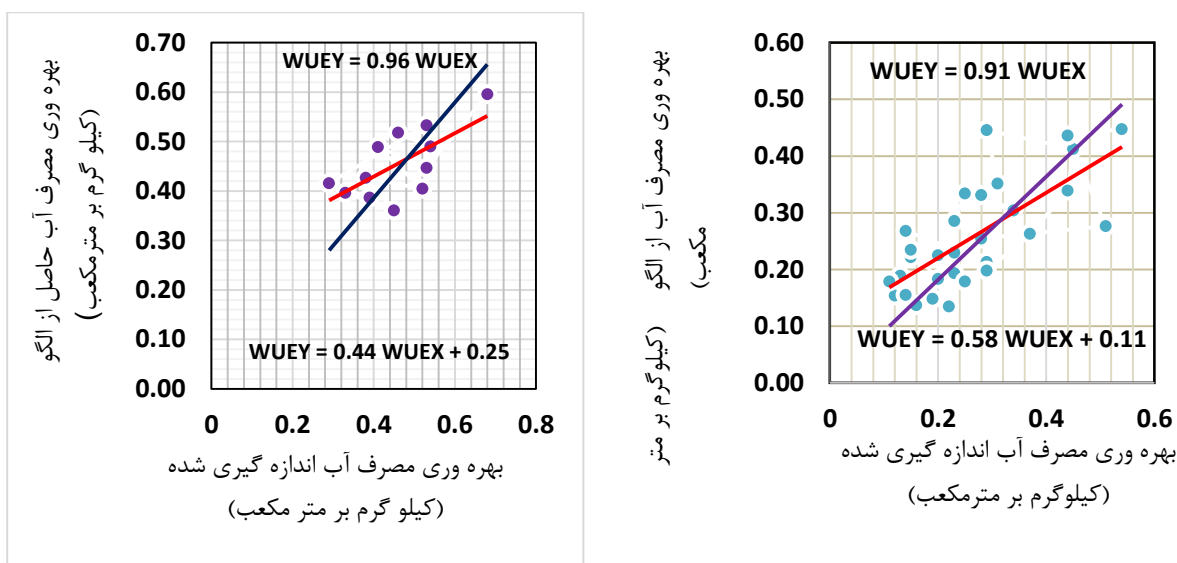 بهره وری مصرف آب حاصل از الگو
(کیلو گرم بر مترمکعب)
0.70
0.60
0.50
0.40
0.30
0.20
0.10
0.00
WUEY = 0.96 WUEX
WUEY = 0.44 WUEX + 0.25
0 0.2 0.4 0.6 0.8
بهره وری مصرف آب اندازه گیری شده
(کیلو گرم بر متر مکعب)
بهره وری مصرف آب از الگو (کیلوگرم بر متر
مکعب)
0.60
0.50
0.40
0.30
0.20
0.10
0.00
WUEY = 0.91 WUEX
WUEY = 0.58 WUEX + 0.11
0 0.2 0.4 0.6
بهره وری مصرف آب اندازه گیری شده
(کیلوگرم بر مترمکعب)